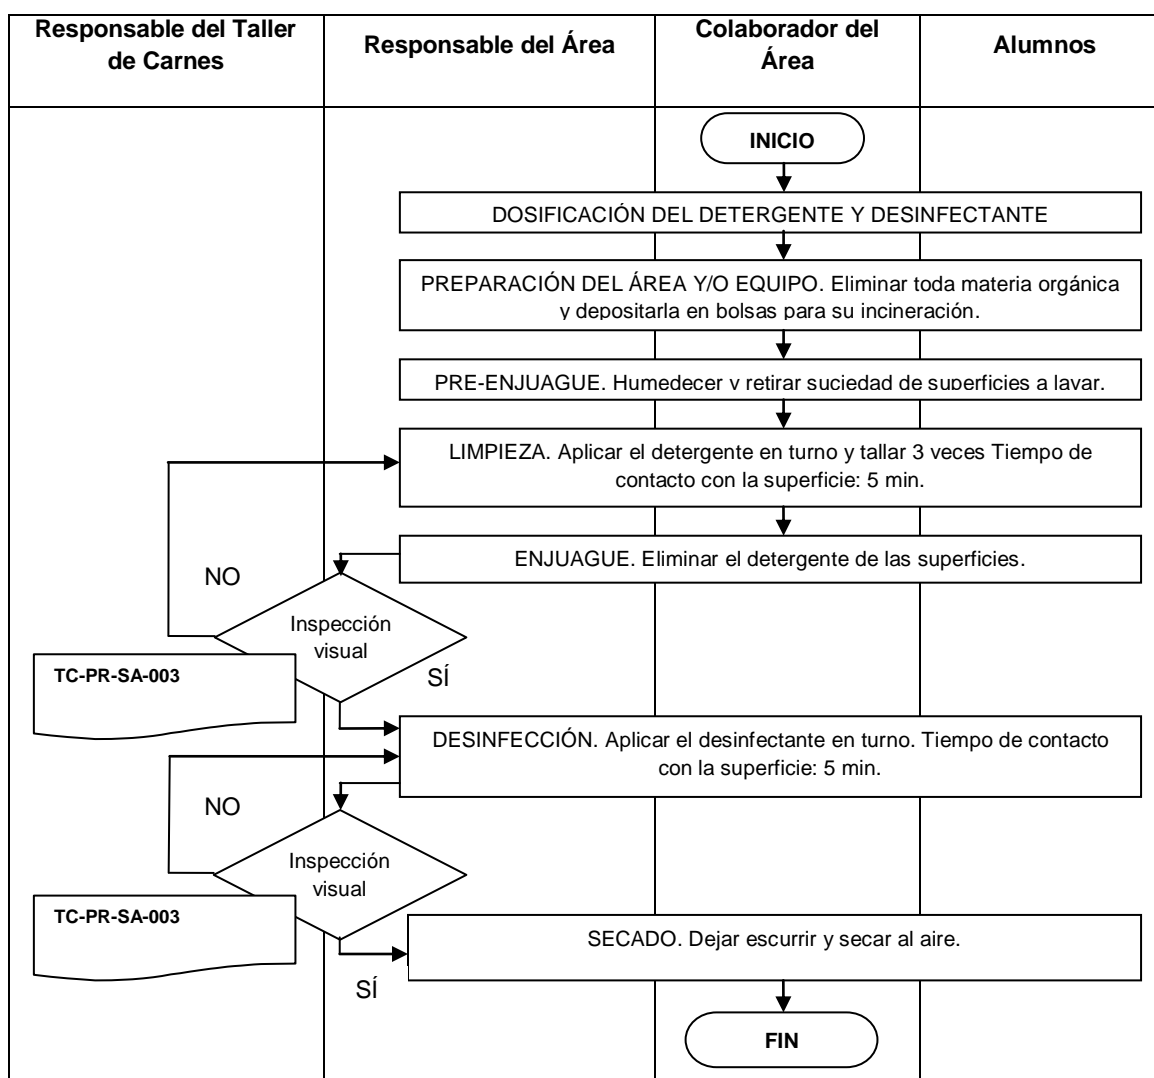 Responsable del Taller
de Carnes
Responsable del Área
Colaborador del
Área
Alumnos
INICIO
DOSIFICACIÓN DEL DETERGENTE Y DESINFECTANTE
PREPARACIÓN DEL ÁREA Y/O EQUIPO. Eliminar toda materia orgánica
y depositarla en bolsas para su incineración.
PRE-ENJUAGUE. Humedecer y retirar suciedad de superficies a lavar.
LIMPIEZA. Aplicar el detergente en turno y tallar 3 veces Tiempo de
contacto con la superficie: 5 min.
ENJUAGUE. Eliminar el detergente de las superficies.
NO
Inspección
visual
SÍ
TC-PR-SA-003
DESINFECCIÓN. Aplicar el desinfectante en turno. Tiempo de contacto
con la superficie: 5 min.
NO
Inspección
visual
TC-PR-SA-003
SECADO. Dejar escurrir y secar al aire.
SÍ
FIN